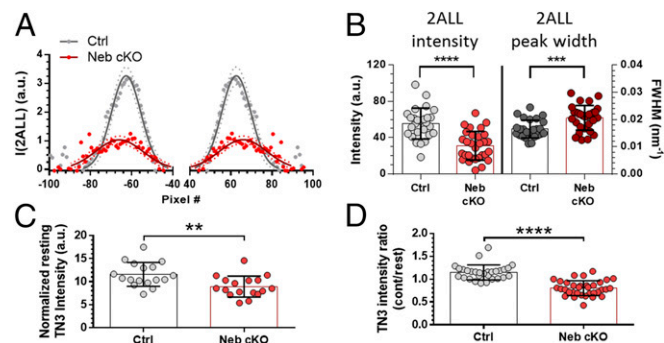 A
Ctrl
Neb cKO
I(2ALL) (a.u.)
4
3
2
1
0
-100 -80 -60 40 60 80 100
Pixel #
B
2ALL intensity
2ALL peak width
**** ***
Intensity (a.u.)
120
80
40
0
FWHM (nm⁻¹)
0.04
0.03
0.02
0.01
0.00
Ctrl Neb cKO Ctrl Neb cKO
C
**
Normalized resting
TN3 Intensity (a.u.)
20
15
10
5
0
Ctrl Neb cKO
D
****
TN3 intensity ratio
(cont/rest)
2.0
1.5
1.0
0.5
0.0
Ctrl Neb cKO